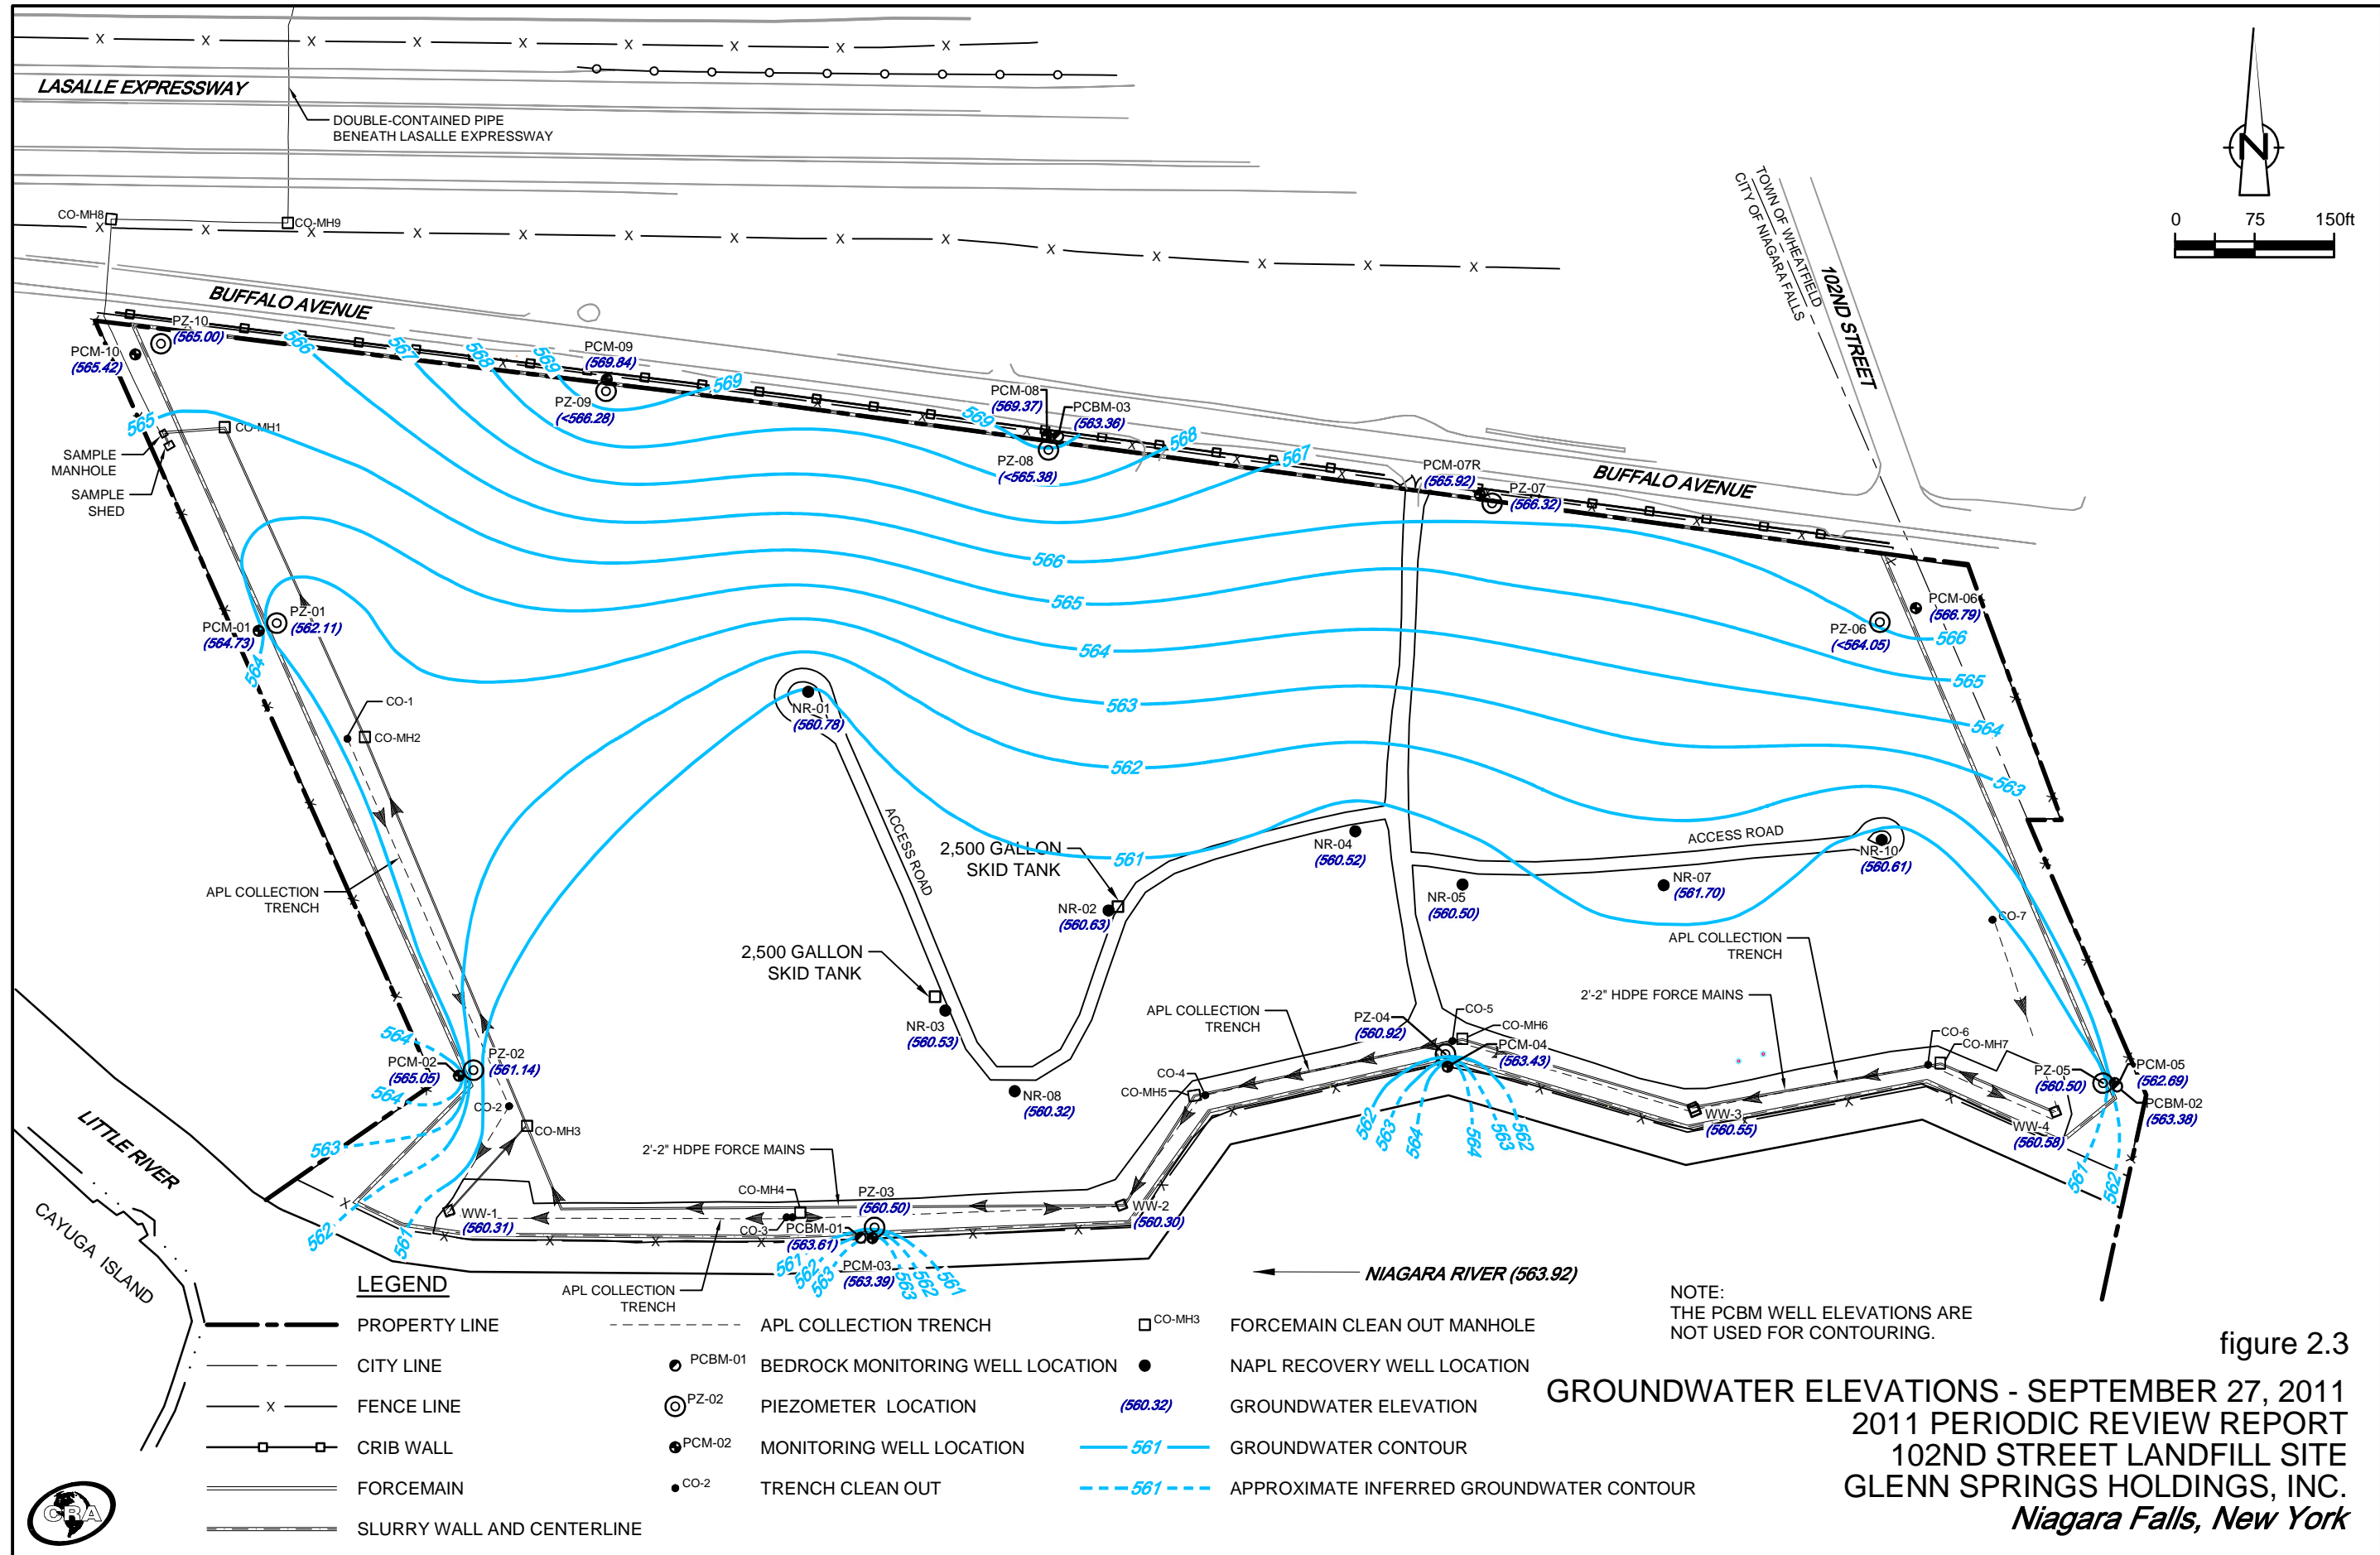 LASALLE EXPRESSWAY
DOUBLE-CONTAINED PIPE
BENEATH LASALLE EXPRESSWAY
N
0 75 150ft
TOWN OF WHEATFIELD
CITY OF NIAGARA FALLS
102ND STREET
CO-MH8
CO-MH9
BUFFALO AVENUE
PZ-10
(565.00)
PCM-10
(565.42)
566
567
568
569
PCM-09
(569.84)
569
PZ-09
(<566.28)
PCM-08
(569.37)
569
PCBM-03
(563.36)
568
PZ-08
(<565.38)
567
PCM-07R
(565.92)
PZ-07
(566.32)
BUFFALO AVENUE
565
CO-MH1
SAMPLE
MANHOLE
SAMPLE
SHED
566
565
564
563
562
561
PCM-06
(566.79)
PZ-06
(<564.05)
566
565
564
563
PZ-01
(562.11)
PCM-01
(564.73)
564
CO-1
CO-MH2
NR-01
(560.78)
ACCESS ROAD
2,500 GALLON
SKID TANK
NR-04
(560.52)
ACCESS ROAD
NR-10
(560.61)
APL COLLECTION
TRENCH
NR-02
(560.63)
NR-05
(560.50)
NR-07
(561.70)
CO-7
2,500 GALLON
SKID TANK
APL COLLECTION
TRENCH
2'-2" HDPE FORCE MAINS
NR-03
(560.53)
APL COLLECTION
TRENCH
PZ-04
(560.92)
CO-5
CO-MH6
PCM-04
(563.43)
CO-6
CO-MH7
564
PCM-02
(565.05)
PZ-02
(561.14)
564
CO-2
CO-MH3
563
562
561
NR-08
(560.32)
CO-4
CO-MH5
562
563
564
564
563
562
WW-3
(560.55)
PZ-05
(560.50)
PCM-05
(562.69)
PCBM-02
(563.38)
WW-4
(560.58)
561
562
LITTLE RIVER
CAYUGA ISLAND
2'-2" HDPE FORCE MAINS
WW-1
(560.31)
CO-MH4
CO-3
PZ-03
(560.50)
PCBM-01
(563.61)
WW-2
(560.30)
561
562
563
PCM-03
(563.39)
563
562
561
APL COLLECTION
TRENCH
NIAGARA RIVER (563.92)
NOTE:
THE PCBM WELL ELEVATIONS ARE
NOT USED FOR CONTOURING.
LEGEND
PROPERTY LINE
CITY LINE
X FENCE LINE
CRIB WALL
FORCEMAIN
SLURRY WALL AND CENTERLINE
APL COLLECTION TRENCH
PCBM-01 BEDROCK MONITORING WELL LOCATION
PZ-02 PIEZOMETER LOCATION
PCM-02 MONITORING WELL LOCATION
CO-2 TRENCH CLEAN OUT
CO-MH3 FORCEMAIN CLEAN OUT MANHOLE
NAPL RECOVERY WELL LOCATION
(560.32) GROUNDWATER ELEVATION
561 GROUNDWATER CONTOUR
561 APPROXIMATE INFERRED GROUNDWATER CONTOUR
figure 2.3
GROUNDWATER ELEVATIONS - SEPTEMBER 27, 2011
2011 PERIODIC REVIEW REPORT
102ND STREET LANDFILL SITE
GLENN SPRINGS HOLDINGS, INC.
Niagara Falls, New York
CRA